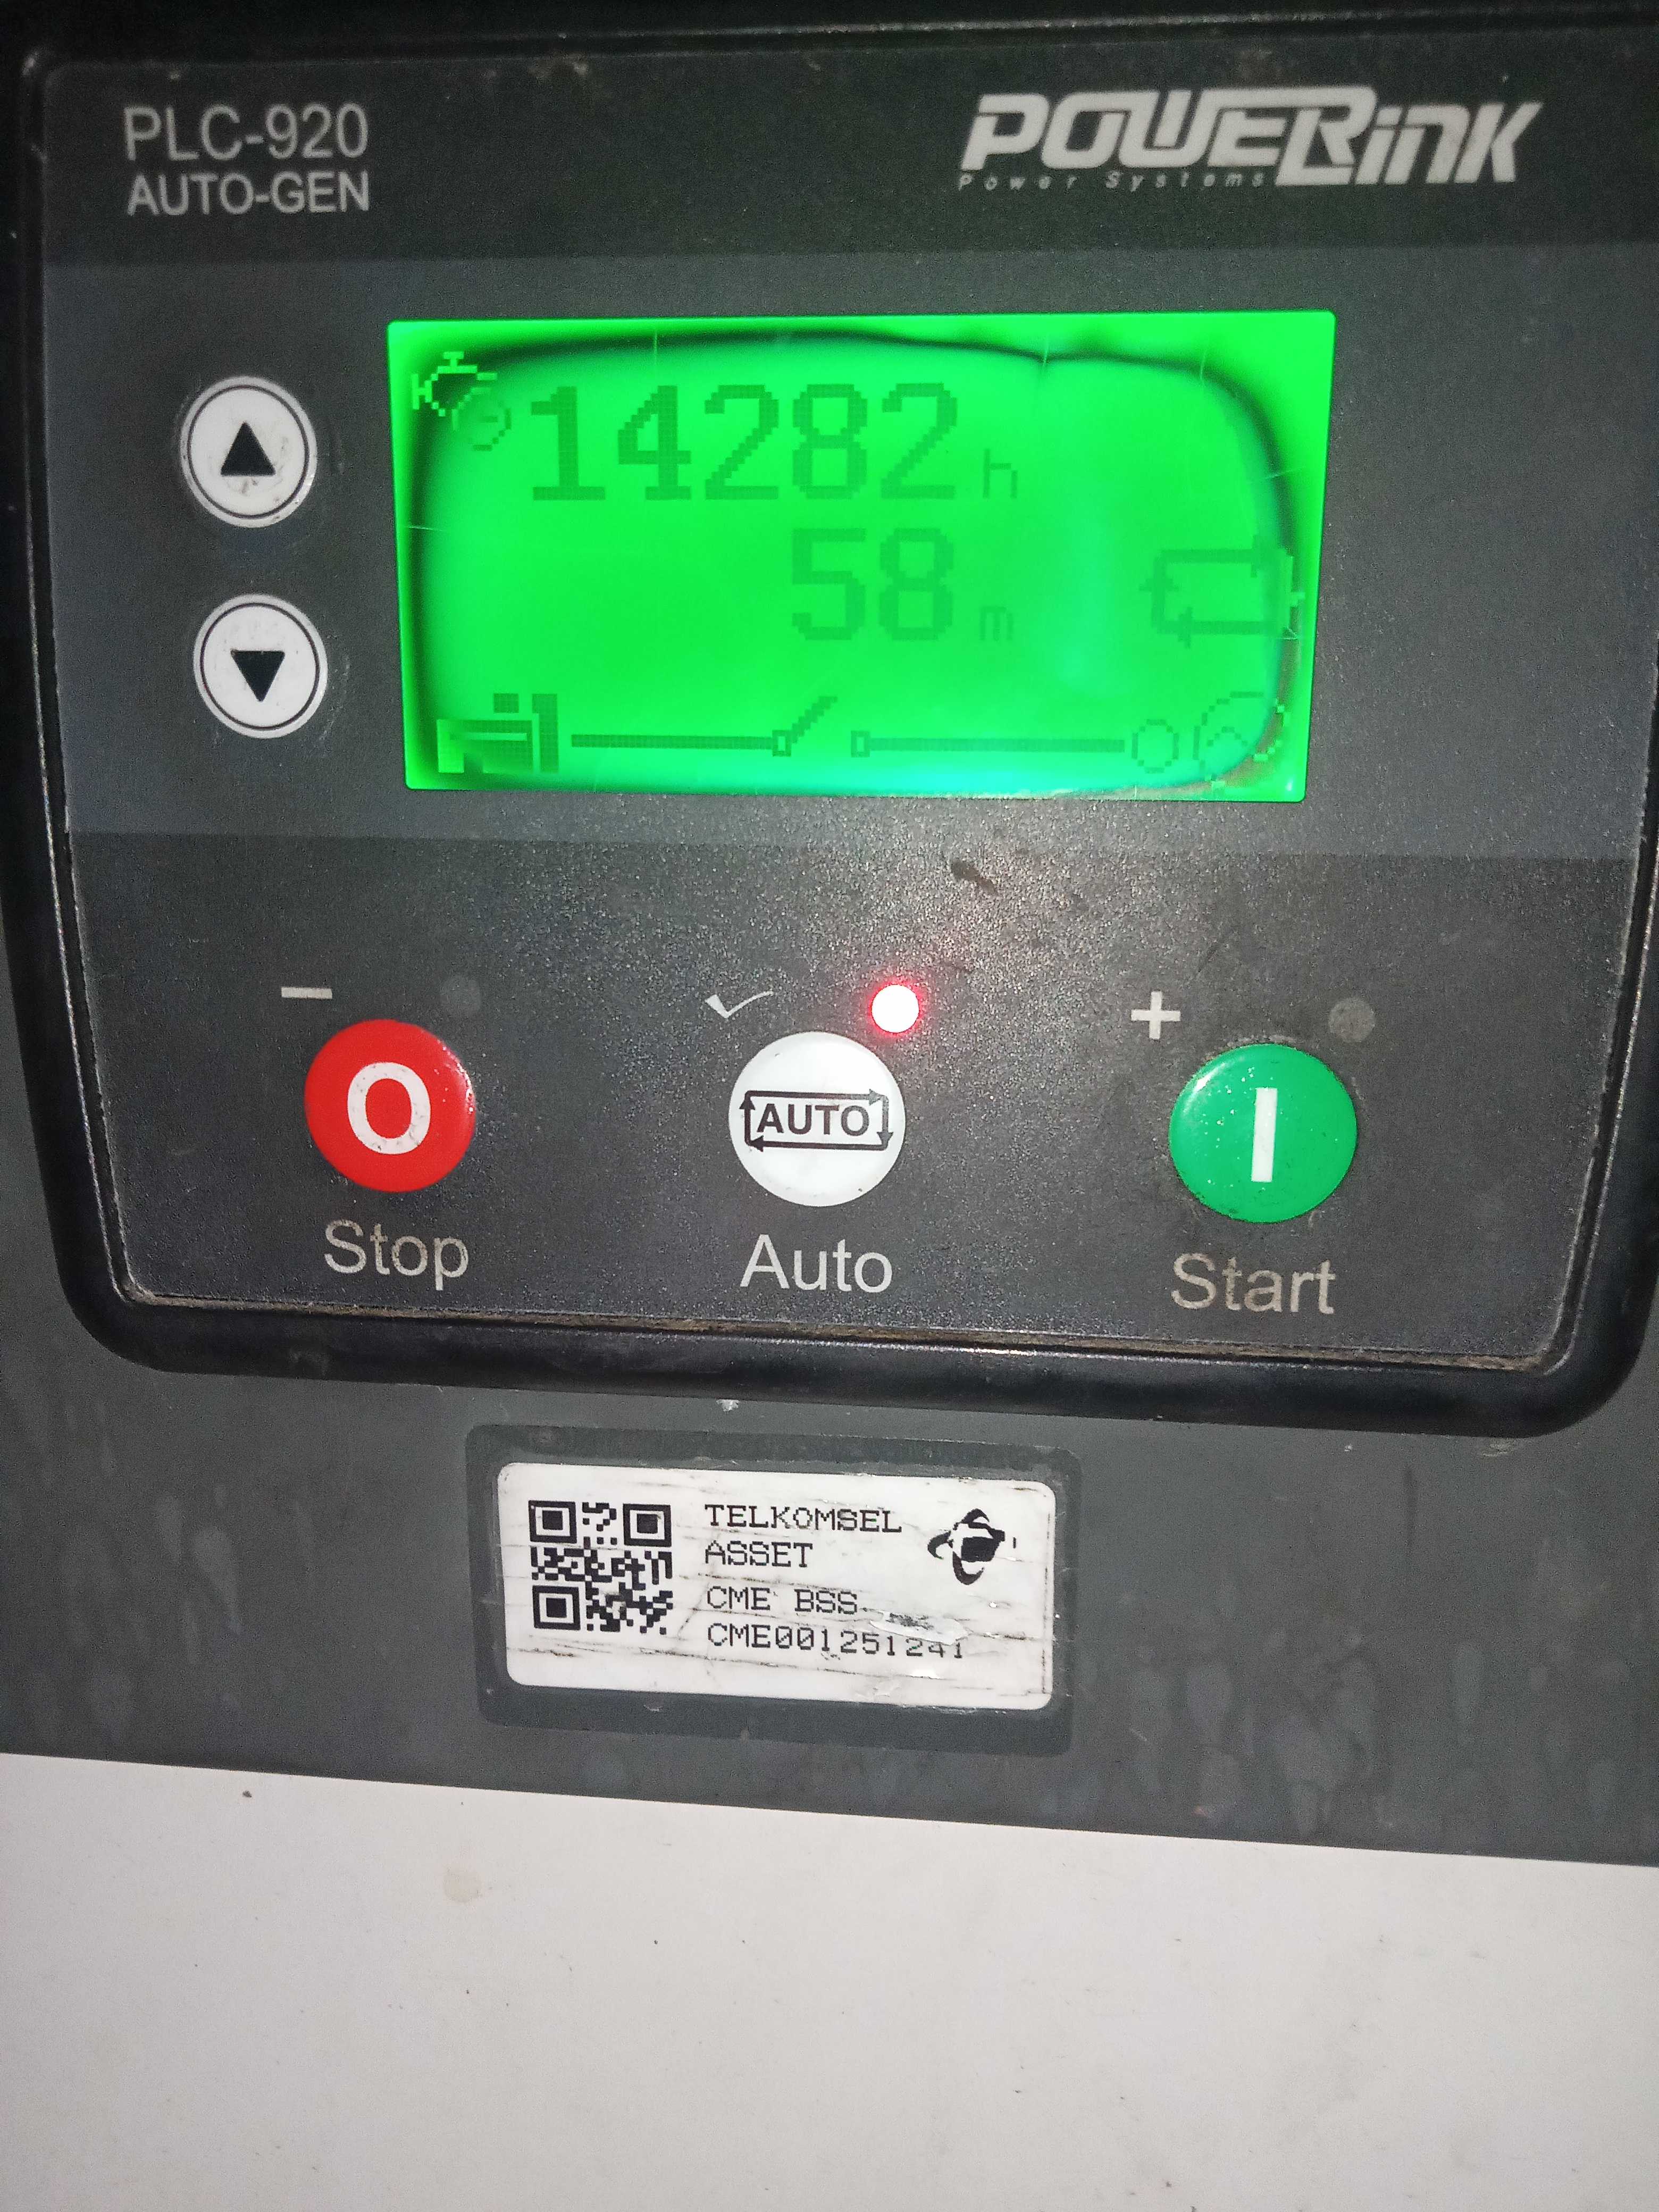 PLC-920
AUTO-GEN
POWERLINK
Power Systems
14282 h
58 m
− ✓ +
O AUTO I
Stop Auto Start
TELKOMSEL
ASSET
CME BSS
CME001251241